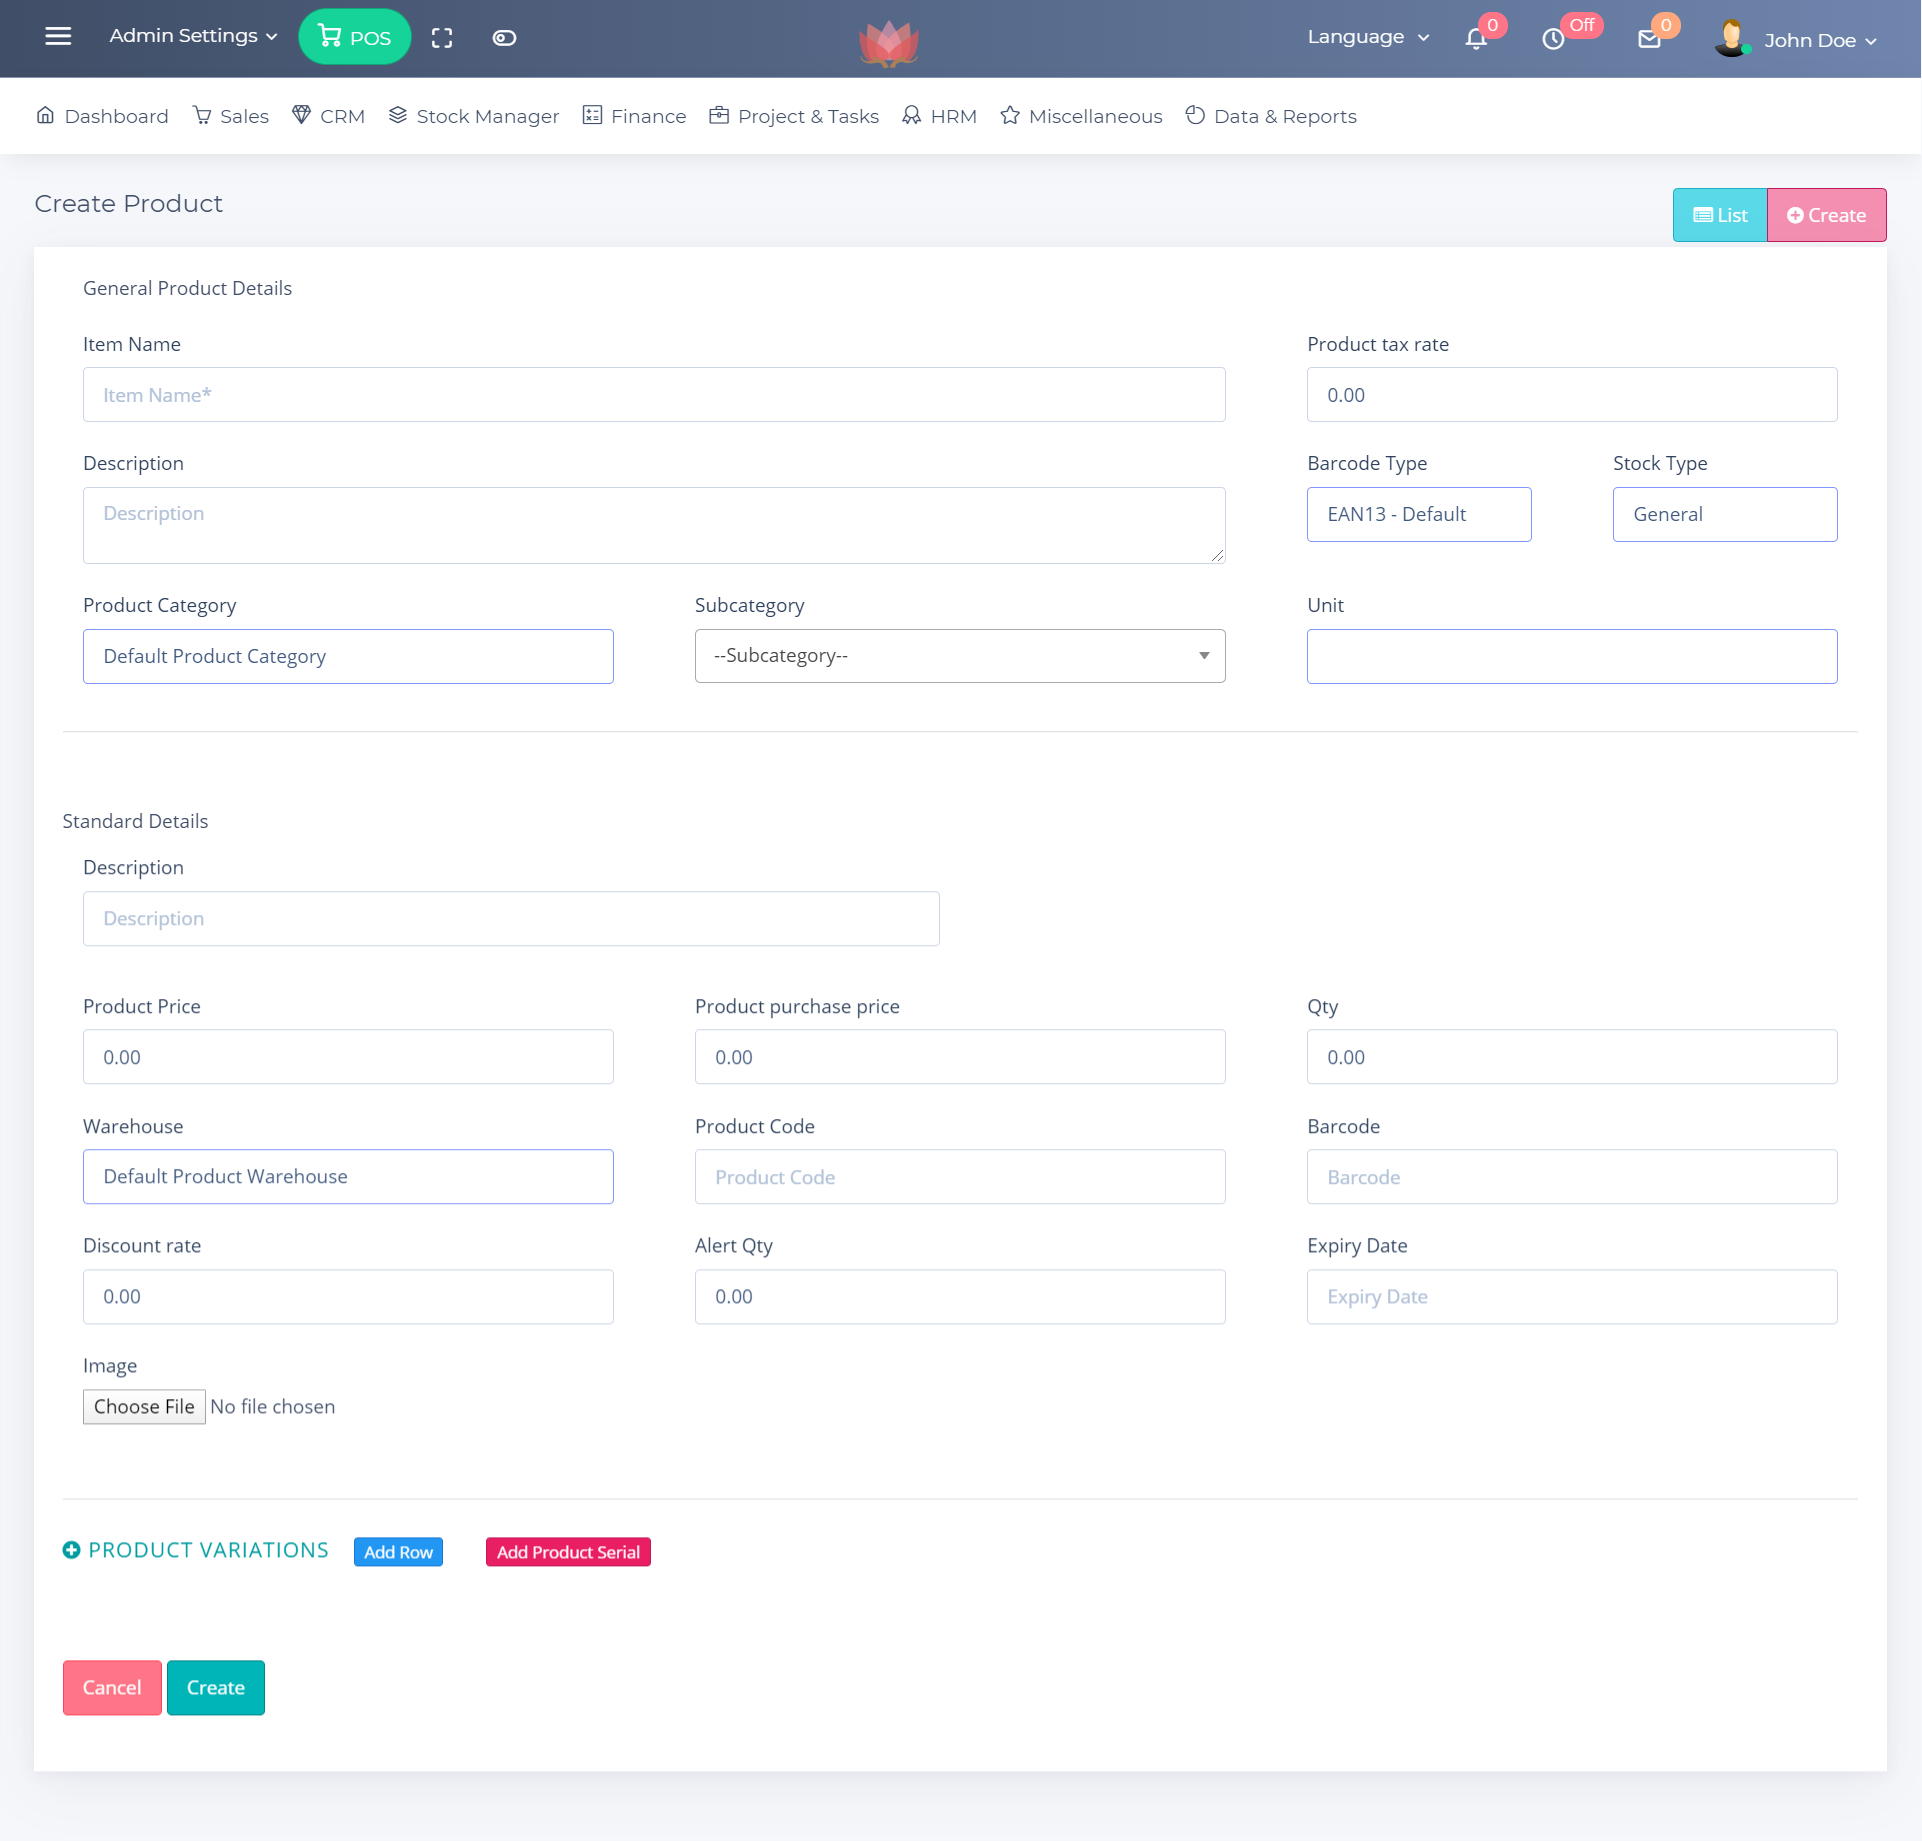 Admin Settings POS Language 0 Off 0 John Doe
Dashboard Sales CRM Stock Manager Finance Project & Tasks HRM Miscellaneous Data & Reports
Create Product
List Create
General Product Details
Item Name Product tax rate
Item Name* 0.00
Description Barcode Type Stock Type
Description EAN13 - Default General
Product Category Subcategory Unit
Default Product Category --Subcategory--
Standard Details
Description
Description
Product Price Product purchase price Qty
0.00 0.00 0.00
Warehouse Product Code Barcode
Default Product Warehouse Product Code Barcode
Discount rate Alert Qty Expiry Date
0.00 0.00 Expiry Date
Image
Choose File No file chosen
PRODUCT VARIATIONS Add Row Add Product Serial
Cancel Create